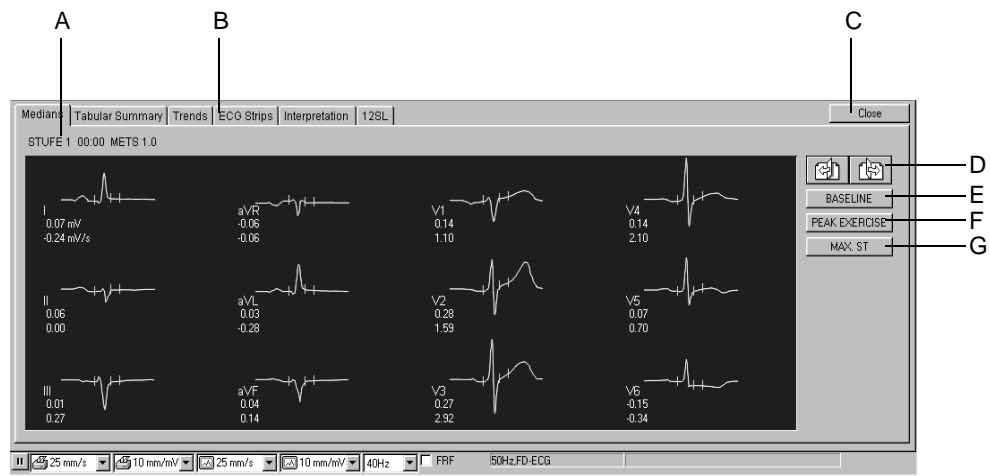 A B C
Medians Tabular Summary Trends ECG Strips Interpretation 12SL Close
STUFE 1 00:00 METS 1.0
D
BASELINE E
PEAK EXERCISE F
MAX. ST G
I aVR V1 V4
0.07 mV -0.06 0.14 0.14
-0.24 mV/s -0.06 1.10 2.10
II aVL V2 V5
0.06 0.03 0.28 0.07
0.00 -0.28 1.59 0.70
III aVF V3 V6
0.01 0.04 0.27 -0.15
0.27 0.14 2.92 -0.34
25 mm/s 10 mm/mV 25 mm/s 10 mm/mV 40Hz FRF 50Hz,FD-ECG